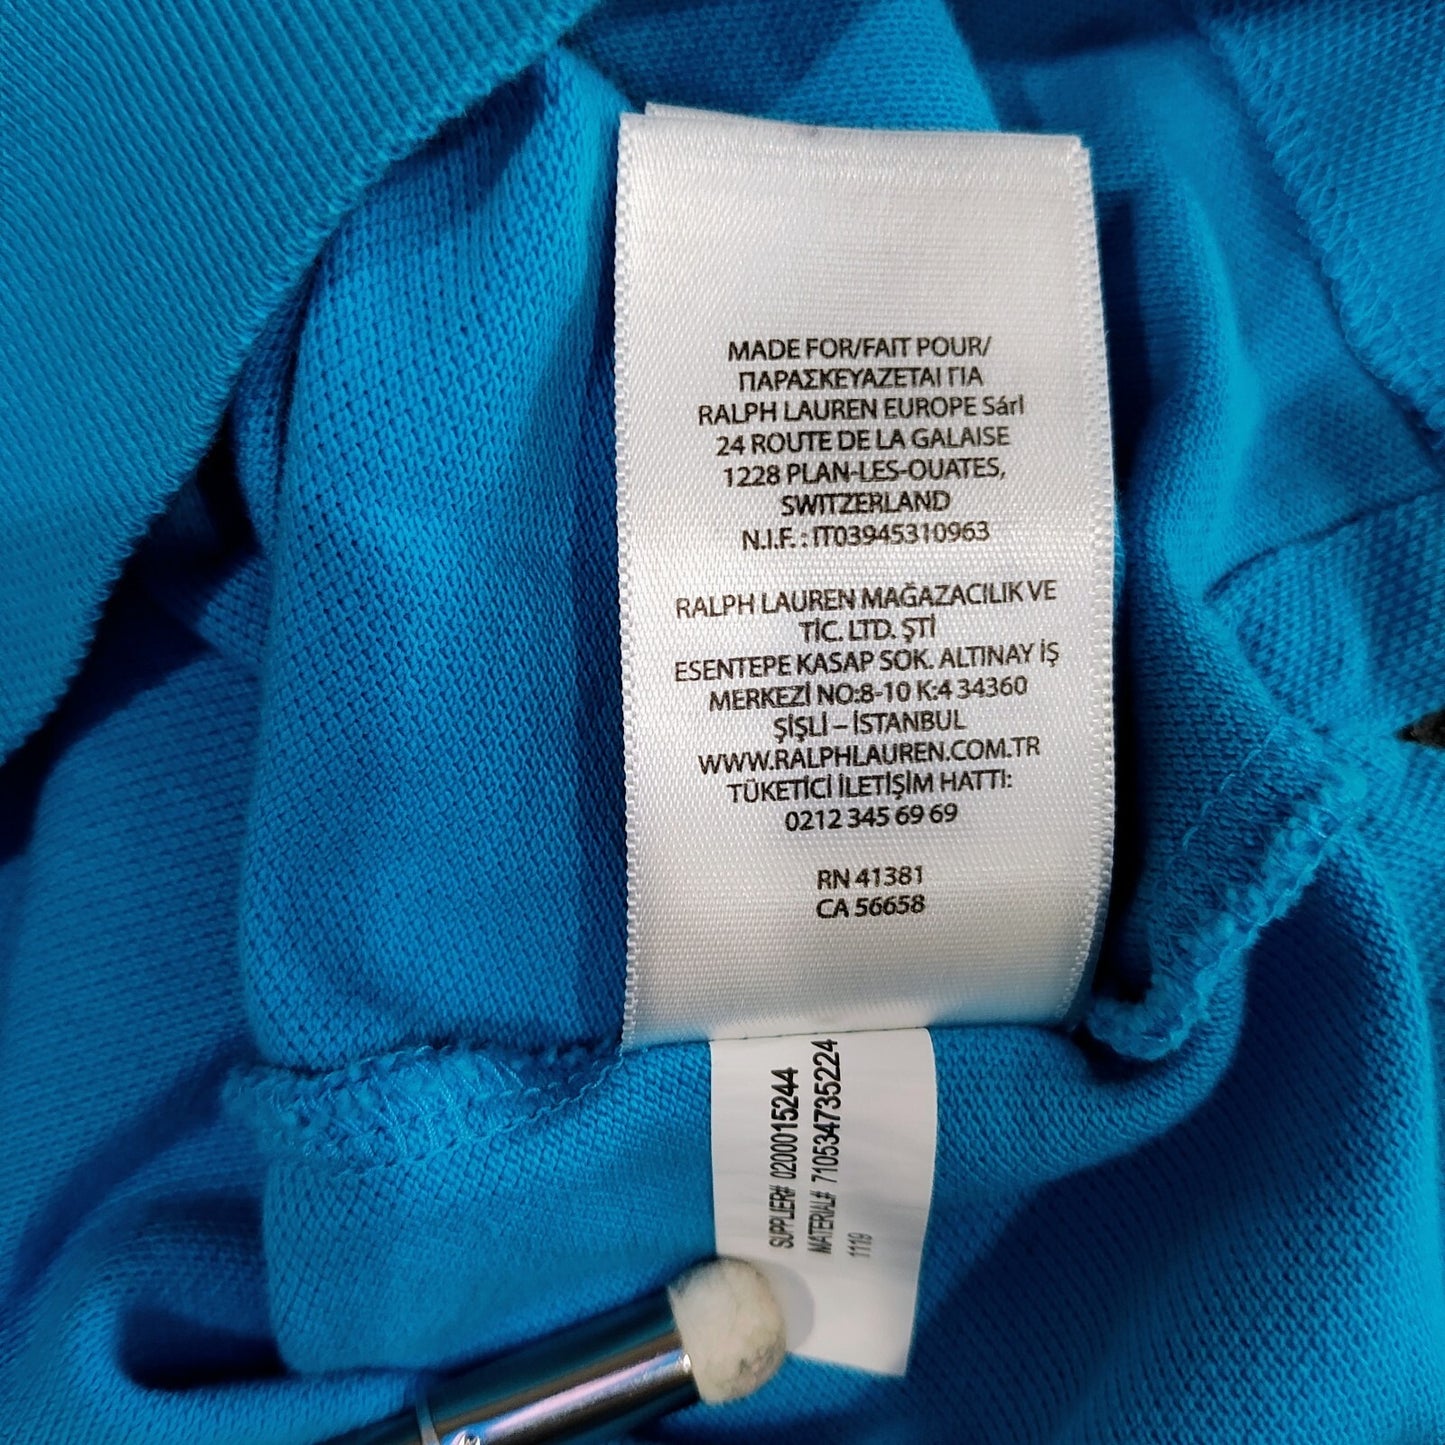 MADE FOR/FAIT POUR/
ΠΑΡΑΣΚΕΥΑΖΕΤΑΙ ΓΙΑ
RALPH LAUREN EUROPE Sárl
24 ROUTE DE LA GALAISE
1228 PLAN-LES-OUATES,
SWITZERLAND
N.I.F. : IT03945310963
RALPH LAUREN MAĞAZACILIK VE
TİC. LTD. ŞTİ
ESENTEPE KASAP SOK. ALTINAY İŞ
MERKEZİ NO:8-10 K:4 34360
ŞİŞLİ – İSTANBUL
WWW.RALPHLAUREN.COM.TR
TÜKETİCİ İLETİŞİM HATTI:
0212 345 69 69
RN 41381
CA 56658
SUPPLIER# 0200015244
MATERIAL# 710534735224
1119